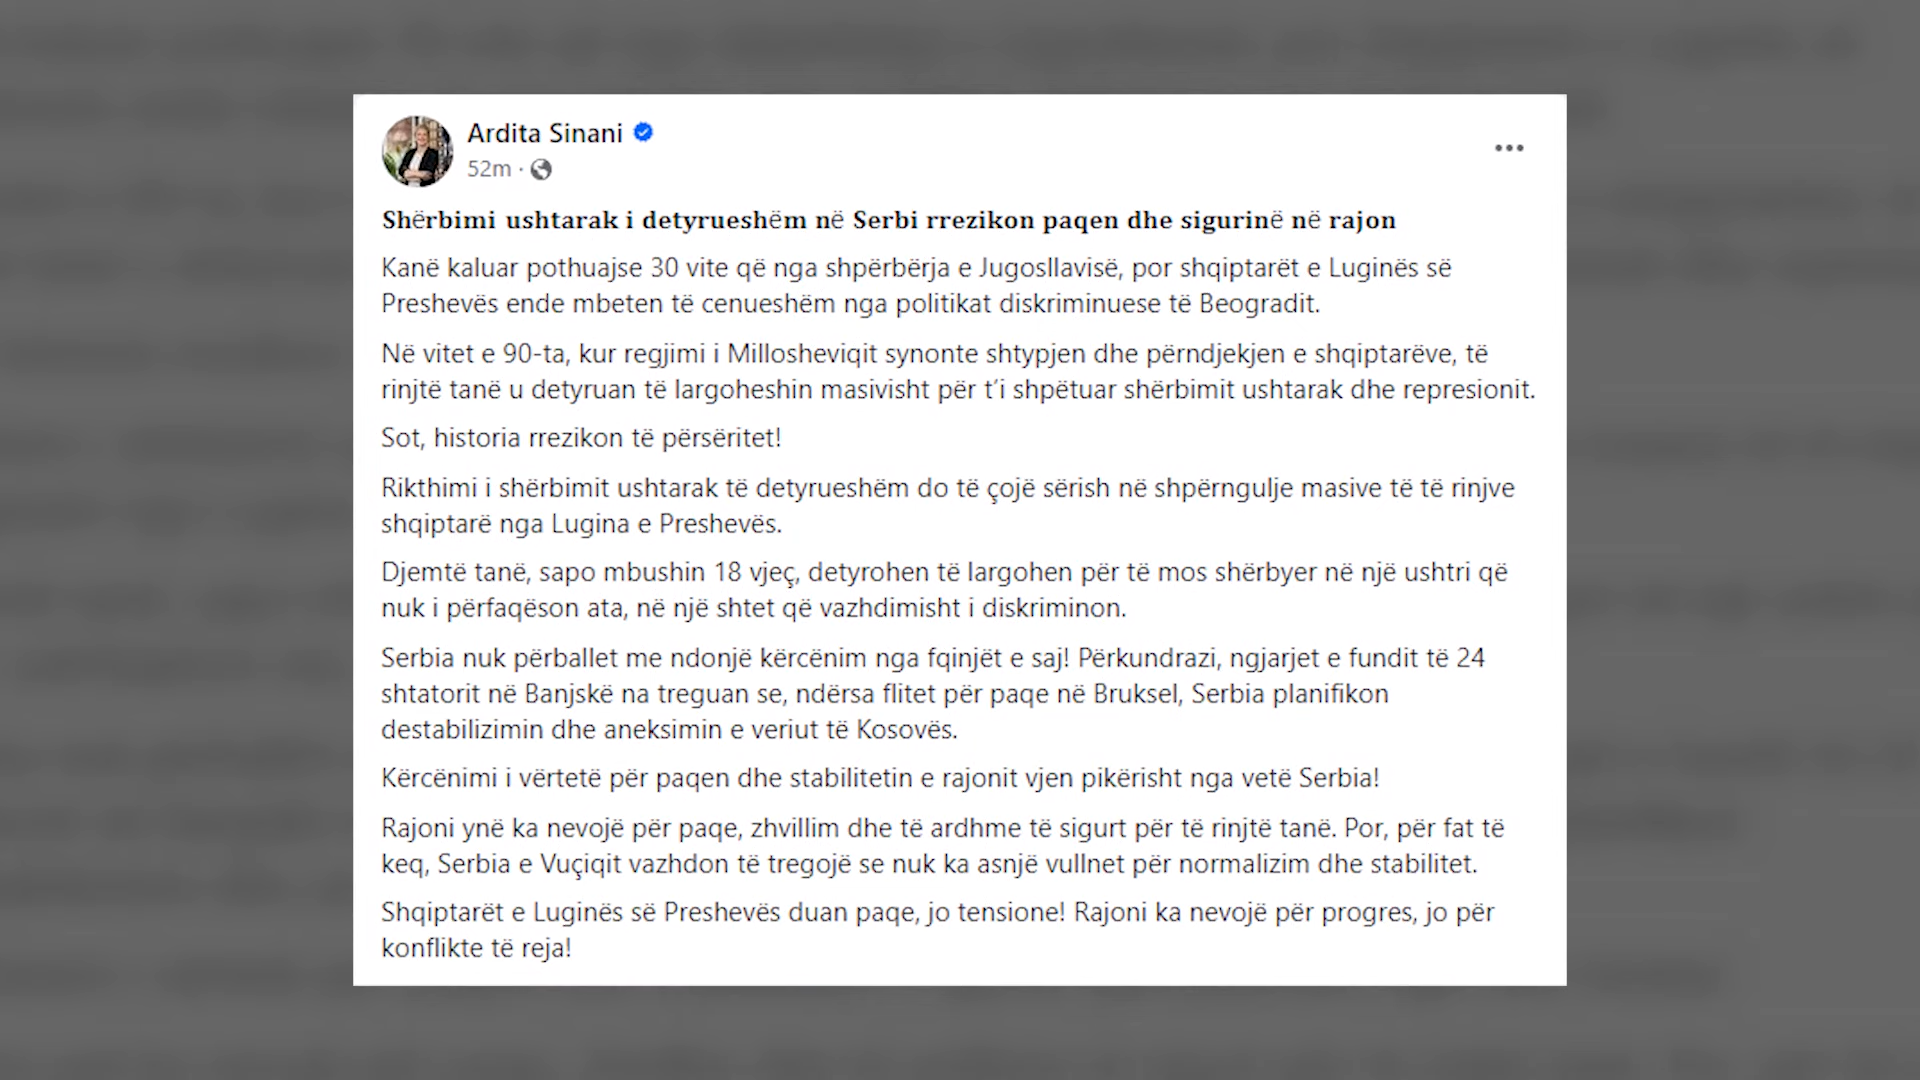 Ardita Sinani
52m ·
Shërbimi ushtarak i detyrueshëm në Serbi rrezikon paqen dhe sigurinë në rajon
Kanë kaluar pothuajse 30 vite që nga shpërbërja e Jugosllavisë, por shqiptarët e Luginës së
Preshevës ende mbeten të cenueshëm nga politikat diskriminuese të Beogradit.
Në vitet e 90-ta, kur regjimi i Millosheviqit synonte shtypjen dhe përndjekjen e shqiptarëve, të
rinjtë tanë u detyruan të largoheshin masivisht për t’i shpëtuar shërbimit ushtarak dhe represionit.
Sot, historia rrezikon të përsëritet!
Rikthimi i shërbimit ushtarak të detyrueshëm do të çojë sërish në shpërngulje masive të të rinjve
shqiptarë nga Lugina e Preshevës.
Djemtë tanë, sapo mbushin 18 vjeç, detyrohen të largohen për të mos shërbyer në një ushtri që
nuk i përfaqëson ata, në një shtet që vazhdimisht i diskriminon.
Serbia nuk përballet me ndonjë kërcënim nga fqinjët e saj! Përkundrazi, ngjarjet e fundit të 24
shtatorit në Banjskë na treguan se, ndërsa flitet për paqe në Bruksel, Serbia planifikon
destabilizimin dhe aneksimin e veriut të Kosovës.
Kërcënimi i vërtetë për paqen dhe stabilitetin e rajonit vjen pikërisht nga vetë Serbia!
Rajoni ynë ka nevojë për paqe, zhvillim dhe të ardhme të sigurt për të rinjtë tanë. Por, për fat të
keq, Serbia e Vuçiqit vazhdon të tregojë se nuk ka asnjë vullnet për normalizim dhe stabilitet.
Shqiptarët e Luginës së Preshevës duan paqe, jo tensione! Rajoni ka nevojë për progres, jo për
konflikte të reja!